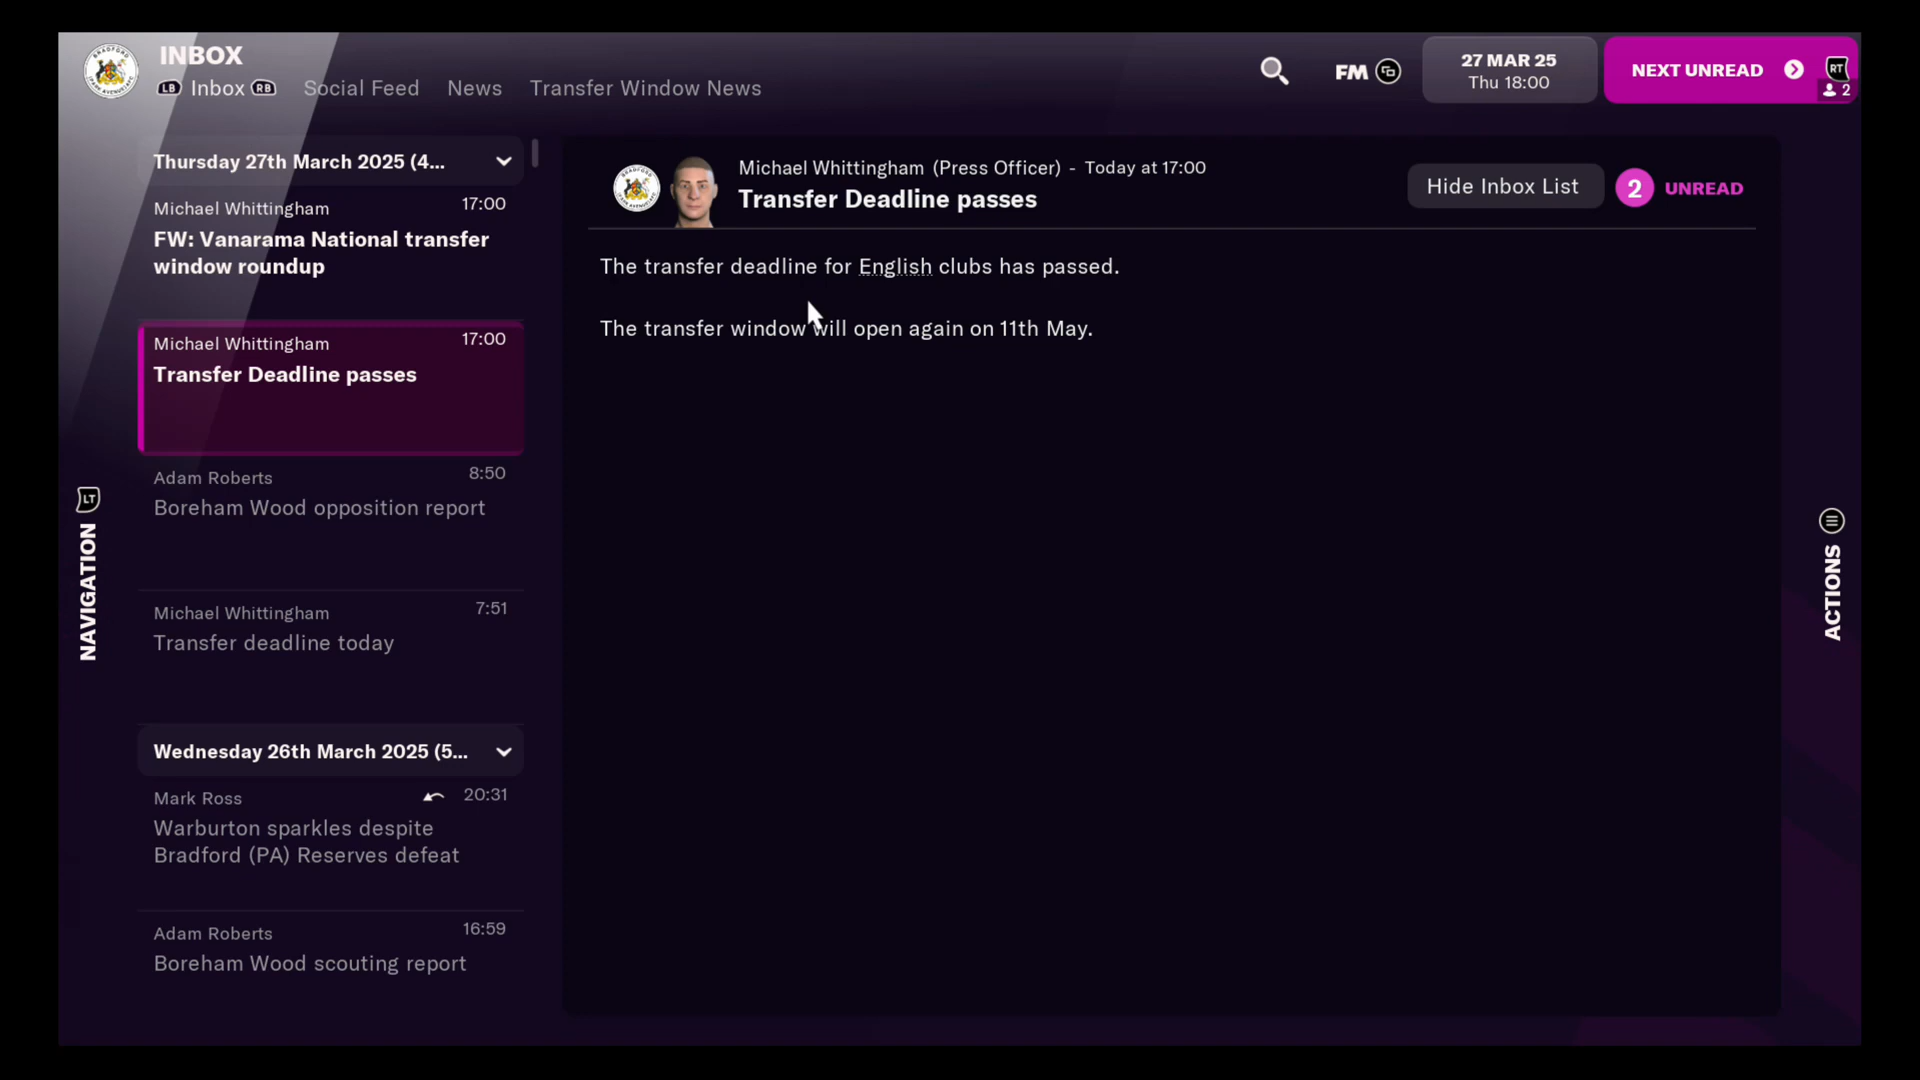 INBOX
LB Inbox RB Social Feed News Transfer Window News
FM
27 MAR 25
Thu 18:00
NEXT UNREAD
RT
2
Thursday 27th March 2025 (4...
Michael Whittingham 17:00
FW: Vanarama National transfer
window roundup
Michael Whittingham 17:00
Transfer Deadline passes
Adam Roberts 8:50
Boreham Wood opposition report
Michael Whittingham 7:51
Transfer deadline today
Wednesday 26th March 2025 (5...
Mark Ross 20:31
Warburton sparkles despite
Bradford (PA) Reserves defeat
Adam Roberts 16:59
Boreham Wood scouting report
Michael Whittingham (Press Officer) - Today at 17:00
Transfer Deadline passes
Hide Inbox List
2 UNREAD
The transfer deadline for English clubs has passed.
The transfer window will open again on 11th May.
LT
NAVIGATION
ACTIONS